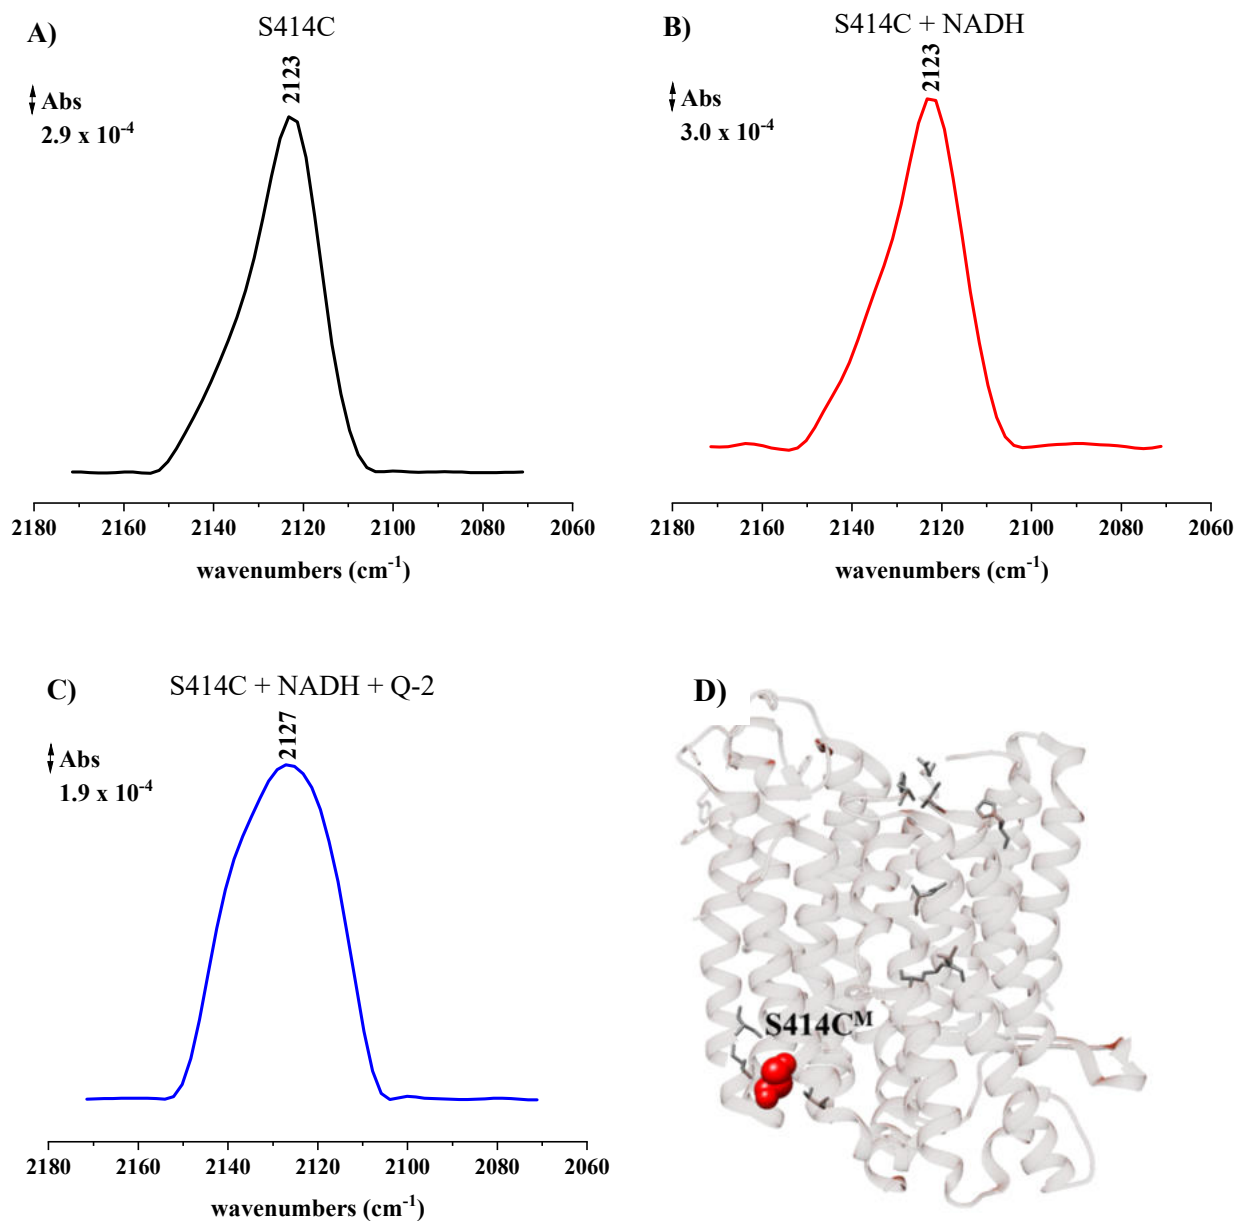 A)
S414C
2123
Abs
2.9 x 10⁻⁴
2180 2160 2140 2120 2100 2080 2060
wavenumbers (cm⁻¹)
B)
S414C + NADH
2123
Abs
3.0 x 10⁻⁴
2180 2160 2140 2120 2100 2080 2060
wavenumbers (cm⁻¹)
C)
S414C + NADH + Q-2
2127
Abs
1.9 x 10⁻⁴
2180 2160 2140 2120 2100 2080 2060
wavenumbers (cm⁻¹)
D)
S414Cᴹ